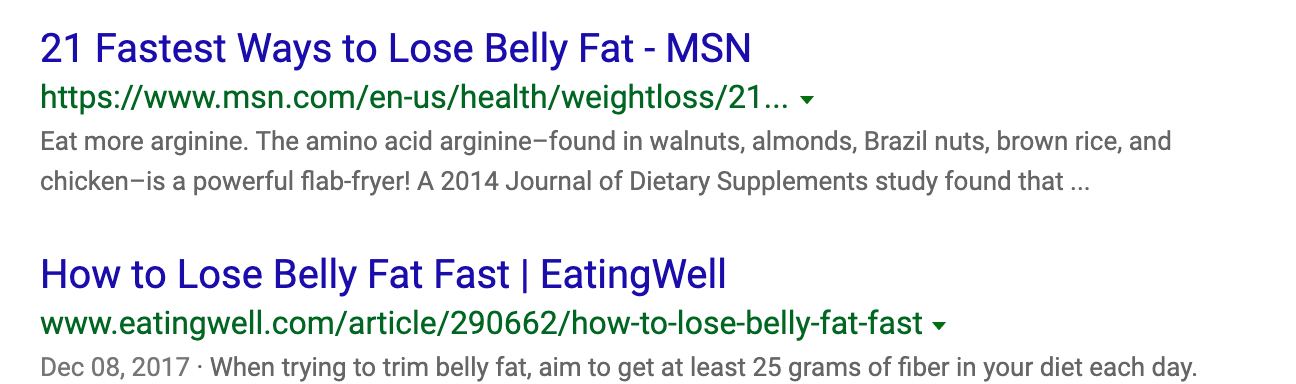 21 Fastest Ways to Lose Belly Fat - MSN
https://www.msn.com/en-us/health/weightloss/21...
Eat more arginine. The amino acid arginine–found in walnuts, almonds, Brazil nuts, brown rice, and
chicken–is a powerful flab-fryer! A 2014 Journal of Dietary Supplements study found that ...
How to Lose Belly Fat Fast | EatingWell
www.eatingwell.com/article/290662/how-to-lose-belly-fat-fast
Dec 08, 2017 · When trying to trim belly fat, aim to get at least 25 grams of fiber in your diet each day.